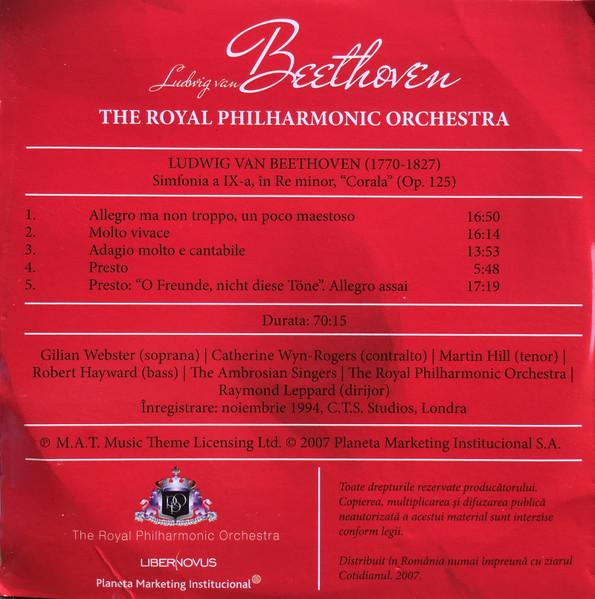 Ludwig van Beethoven
THE ROYAL PHILHARMONIC ORCHESTRA
LUDWIG VAN BEETHOVEN (1770-1827)
Simfonia a IX-a, în Re minor, “Corala” (Op. 125)
1. Allegro ma non troppo, un poco maestoso 16:50
2. Molto vivace 16:14
3. Adagio molto e cantabile 13:53
4. Presto 5:48
5. Presto: “O Freunde, nicht diese Töne”. Allegro assai 17:19
Durata: 70:15
Gilian Webster (soprana) | Catherine Wyn-Rogers (contralto) | Martin Hill (tenor) |
Robert Hayward (bass) | The Ambrosian Singers | The Royal Philharmonic Orchestra |
Raymond Leppard (dirijor)
Înregistrare: noiembrie 1994, C.T.S. Studios, Londra
℗ M.A.T. Music Theme Licensing Ltd. © 2007 Planeta Marketing Institucional S.A.
RPO
The Royal Philharmonic Orchestra
LIBERNOVUS
Planeta Marketing Institucional®
Toate drepturile rezervate producătorului.
Copierea, multiplicarea şi difuzarea publică
neautorizată a acestui material sunt interzise
conform legii.
Distribuit în România numai împreună cu ziarul
Cotidianul. 2007.